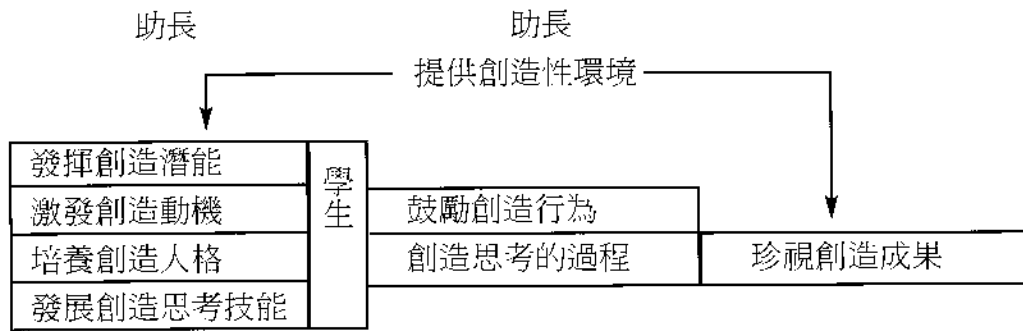 助長
助長
提供創造性環境
發揮創造潛能
激發創造動機
培養創造人格
發展創造思考技能
學生
鼓勵創造行為
創造思考的過程
珍視創造成果